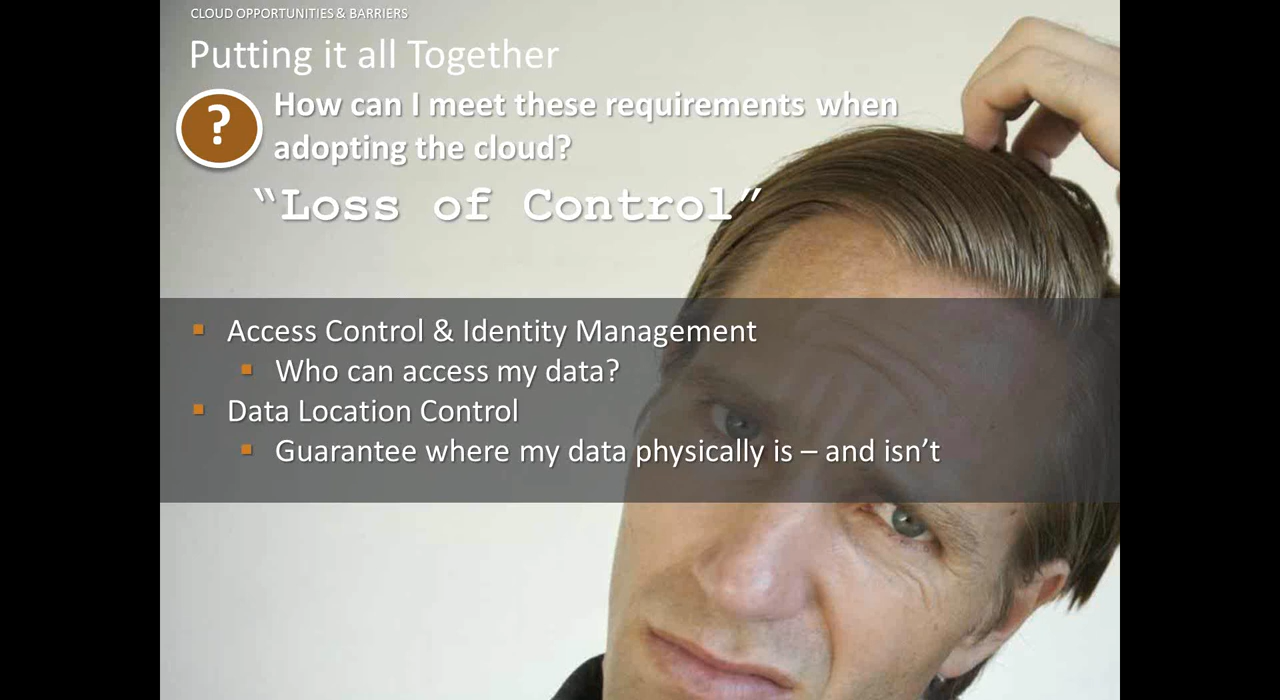 CLOUD OPPORTUNITIES & BARRIERS
Putting it all Together
?
How can I meet these requirements when
adopting the cloud?
“Loss of Control”
Access Control & Identity Management
Who can access my data?
Data Location Control
Guarantee where my data physically is – and isn’t